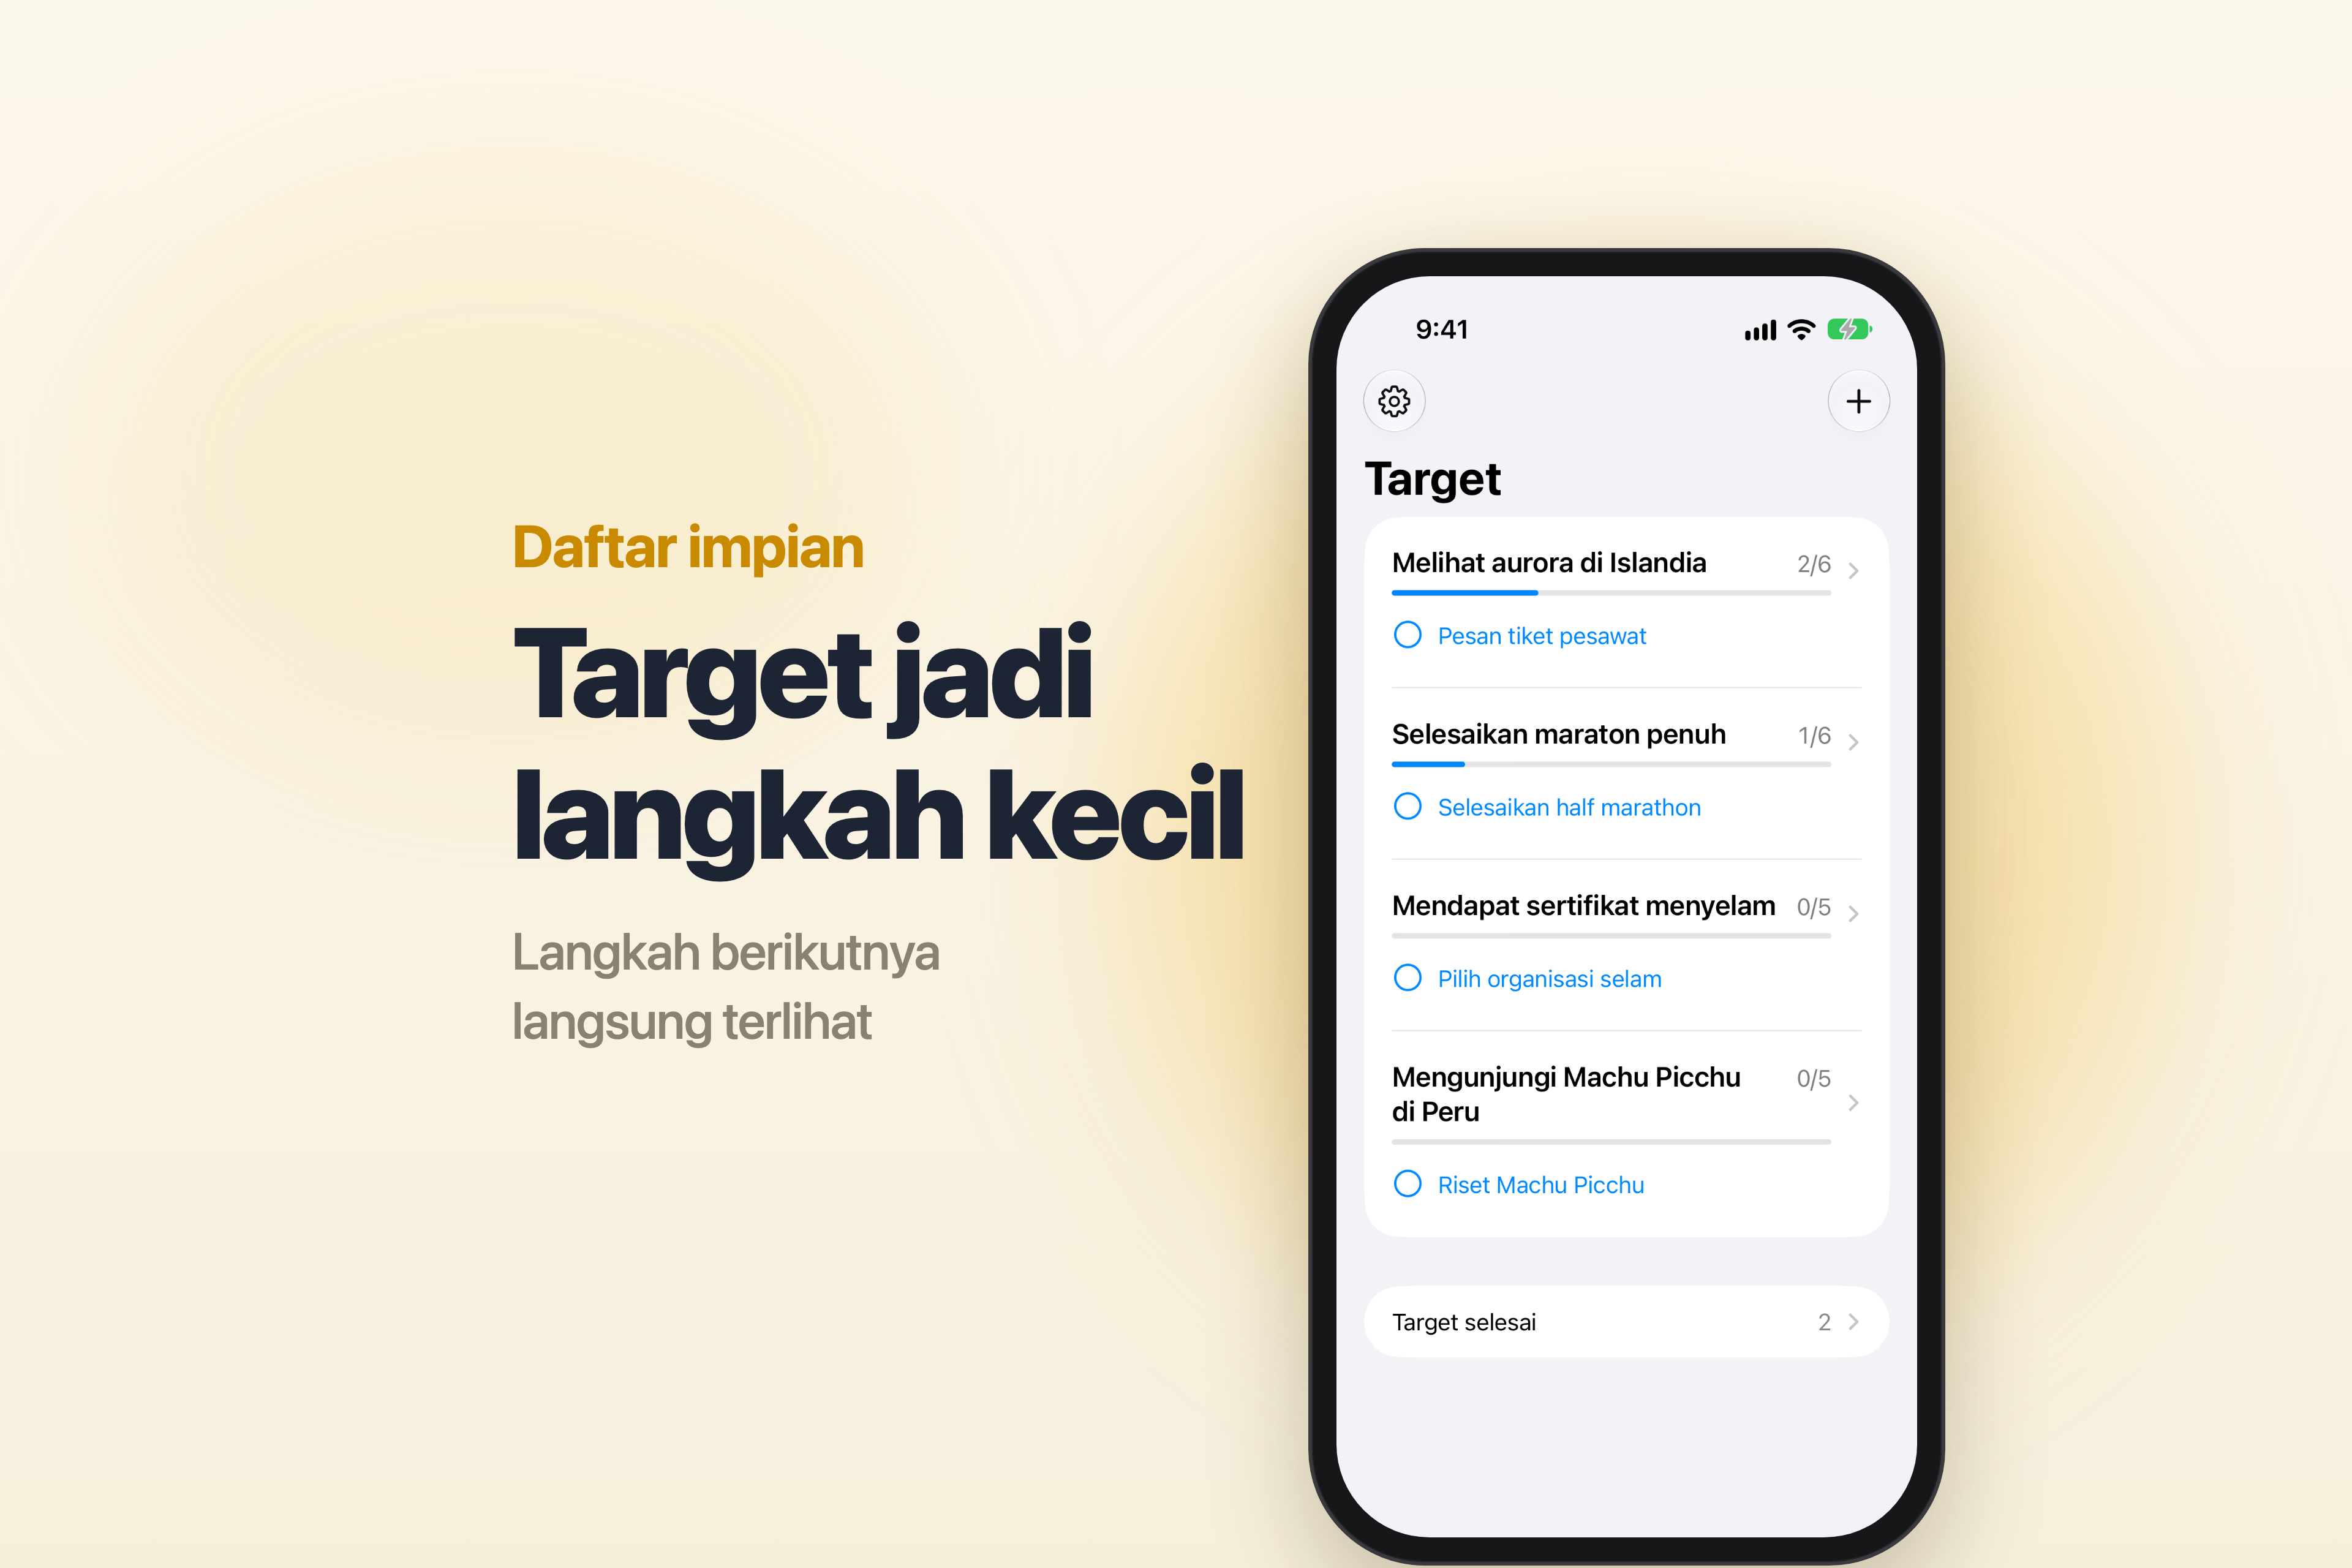 Daftar impian
Target jadi
langkah kecil
Langkah berikutnya
langsung terlihat
9:41
Target
Melihat aurora di Islandia 2/6
Pesan tiket pesawat
Selesaikan maraton penuh 1/6
Selesaikan half marathon
Mendapat sertifikat menyelam 0/5
Pilih organisasi selam
Mengunjungi Machu Picchu 0/5
di Peru
Riset Machu Picchu
Target selesai 2